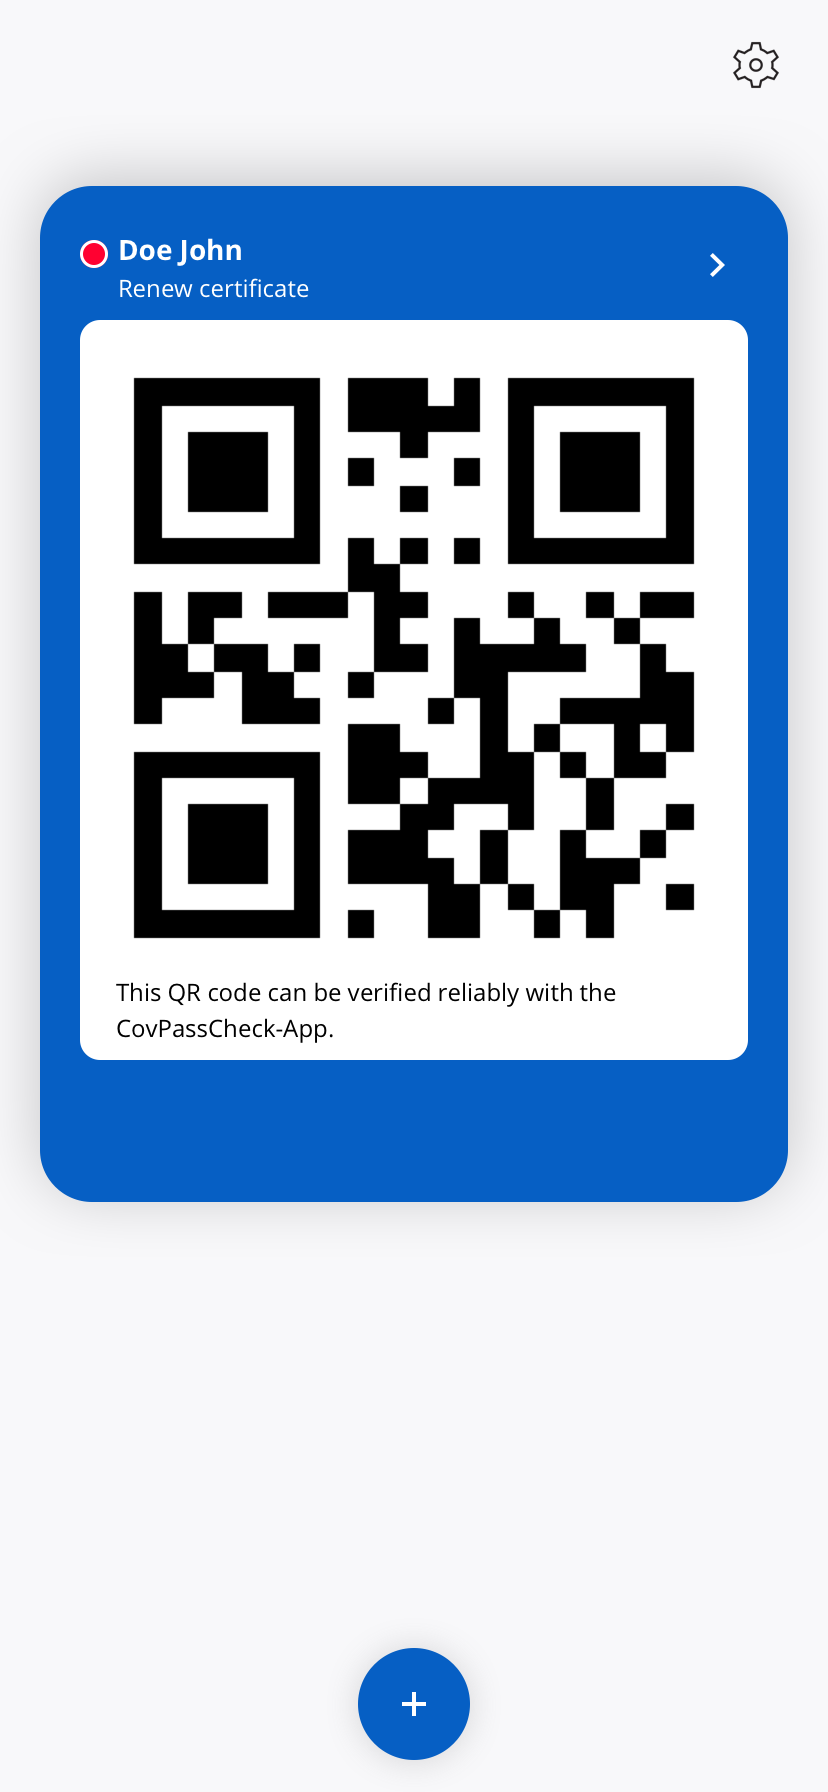 Doe John
Renew certificate
This QR code can be verified reliably with the
CovPassCheck-App.